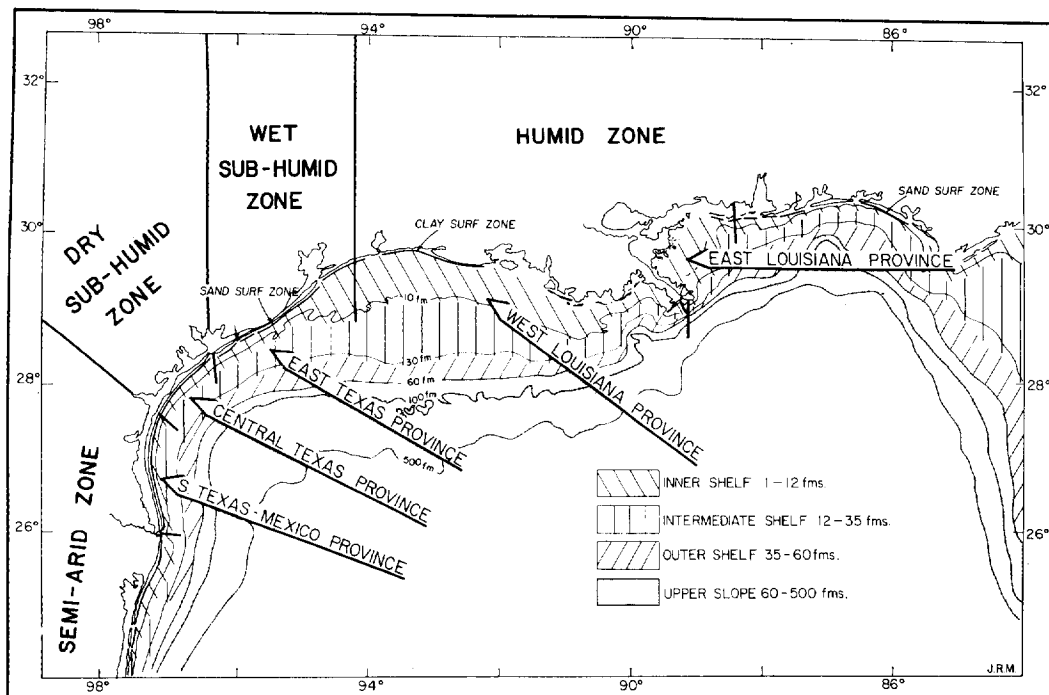 98°
94°
90°
86°
32°
32°
WET
SUB-HUMID
ZONE
HUMID ZONE
SAND SURF ZONE
CLAY SURF ZONE
30°
30°
DRY
SUB-HUMID
ZONE
EAST LOUISIANA PROVINCE
SAND SURF ZONE
10 fm
WEST LOUISIANA PROVINCE
30 fm
60 fm
100 fm
28°
28°
EAST TEXAS PROVINCE
CENTRAL TEXAS PROVINCE
500 fm
S TEXAS-MEXICO PROVINCE
INNER SHELF 1-12 fms.
INTERMEDIATE SHELF 12-35 fms.
OUTER SHELF 35-60 fms.
UPPER SLOPE 60-500 fms.
26°
26°
SEMI-ARID ZONE
J.R.M.
98°
94°
90°
86°